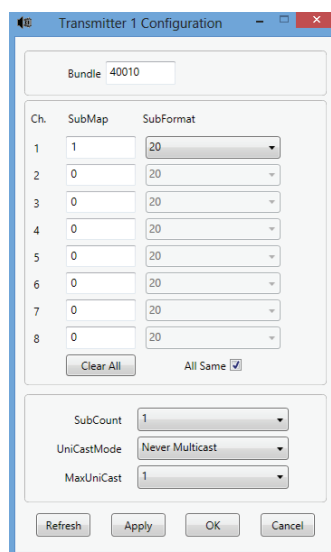 Transmitter 1 Configuration
Bundle 40010
Ch. SubMap SubFormat
1 1 20
2 0 20
3 0 20
4 0 20
5 0 20
6 0 20
7 0 20
8 0 20
Clear All All Same
SubCount 1
UniCastMode Never Multicast
MaxUniCast 1
Refresh Apply OK Cancel